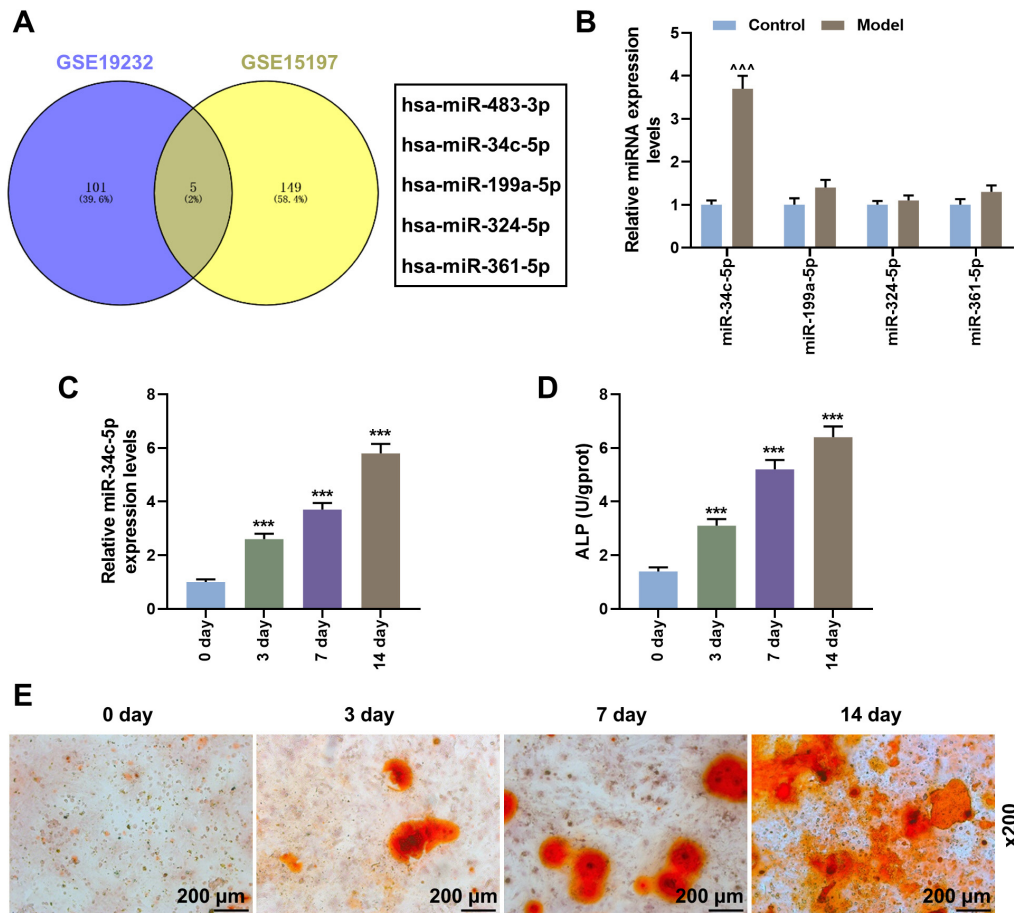 A
GSE19232
GSE15197
101
(39.6%)
5
(2%)
149
(58.4%)
hsa-miR-483-3p
hsa-miR-34c-5p
hsa-miR-199a-5p
hsa-miR-324-5p
hsa-miR-361-5p
B
Control
Model
Relative miRNA expression
levels
5
4
3
2
1
0
^^^
miR-34c-5p
miR-199a-5p
miR-324-5p
miR-361-5p
C
Relative miR-34c-5p
expression levels
8
6
4
2
0
***
***
***
0 day
3 day
7 day
14 day
D
ALP (U/gprot)
8
6
4
2
0
***
***
***
0 day
3 day
7 day
14 day
E
0 day
3 day
7 day
14 day
200 µm
200 µm
200 µm
200 µm
x200